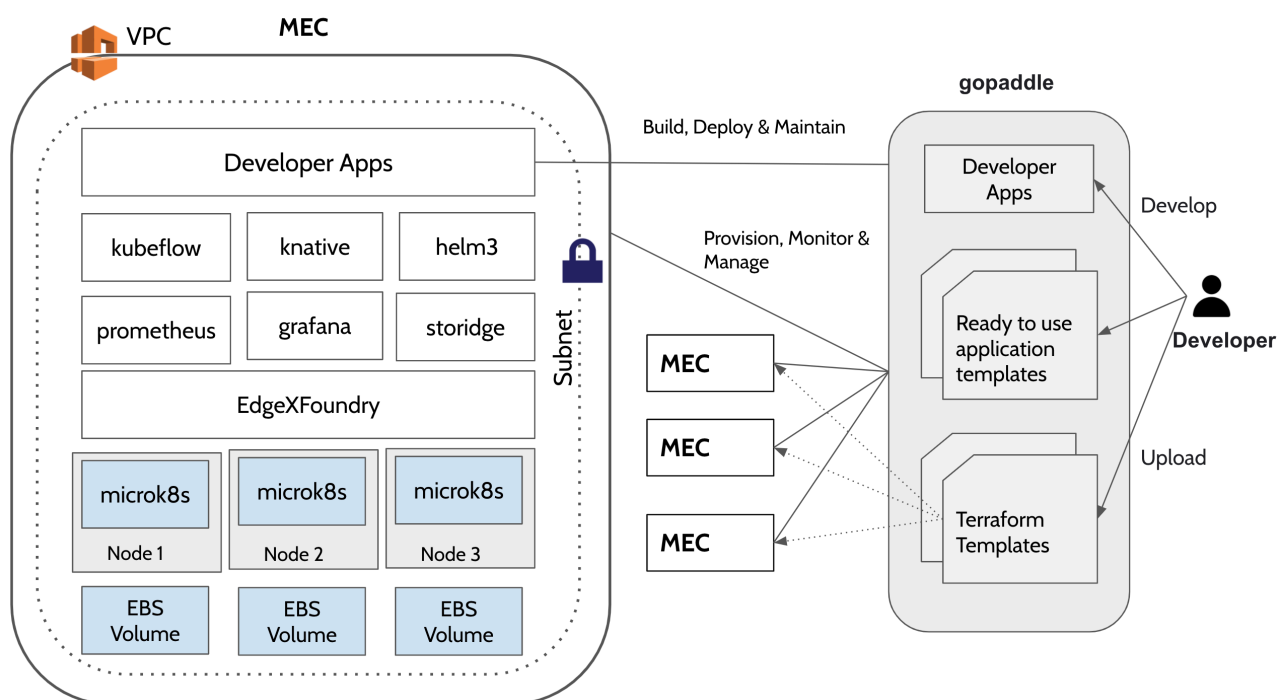 VPC
MEC
Developer Apps
kubeflow
knative
helm3
prometheus
grafana
storidge
Subnet
EdgeXFoundry
microk8s
Node 1
microk8s
Node 2
microk8s
Node 3
EBS
Volume
EBS
Volume
EBS
Volume
Build, Deploy & Maintain
Provision, Monitor &
Manage
MEC
MEC
MEC
gopaddle
Developer
Apps
Ready to use
application
templates
Terraform
Templates
Develop
Developer
Upload